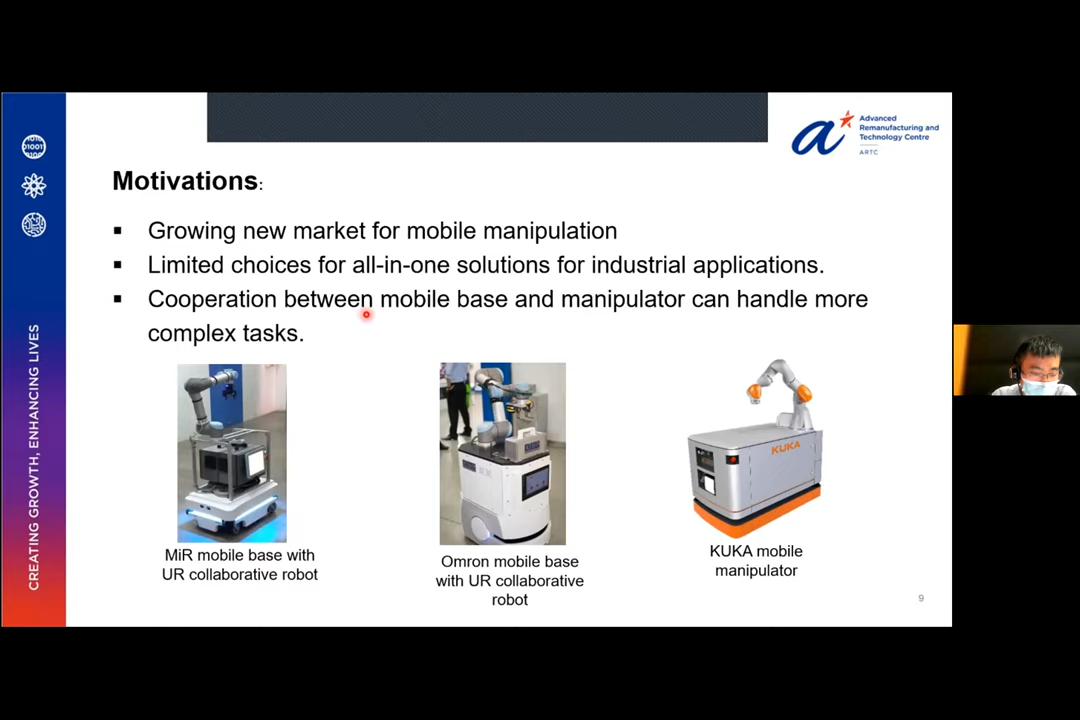 Advanced
Remanufacturing and
Technology Centre
ARTC
CREATING GROWTH, ENHANCING LIVES
Motivations:
Growing new market for mobile manipulation
Limited choices for all-in-one solutions for industrial applications.
Cooperation between mobile base and manipulator can handle more
complex tasks.
KUKA
MiR mobile base with
UR collaborative robot
Omron mobile base
with UR collaborative
robot
KUKA mobile
manipulator
9